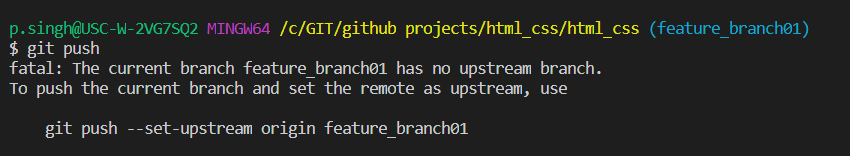 p.singh@USC-W-2VG7SQ2 MINGW64 /c/GIT/github projects/html_css/html_css (feature_branch01)
$ git push
fatal: The current branch feature_branch01 has no upstream branch.
To push the current branch and set the remote as upstream, use
    git push --set-upstream origin feature_branch01